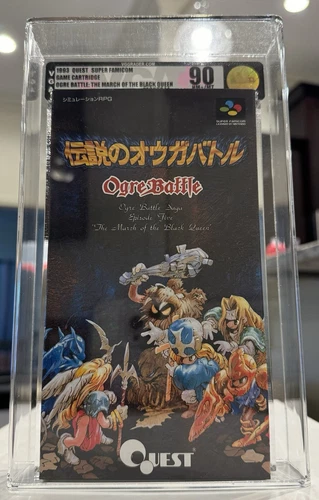 1993 QUEST SUPER FAMICOM
GAME CARTRIDGE
OGRE BATTLE: THE MARCH OF THE BLACK QUEEN
90
シミュレーションRPG
SUPER FAMICOM
伝説のオウガバトル
Ogre Battle
Ogre Battle Saga
Episode Five
"The March of the Black Queen"
QUEST